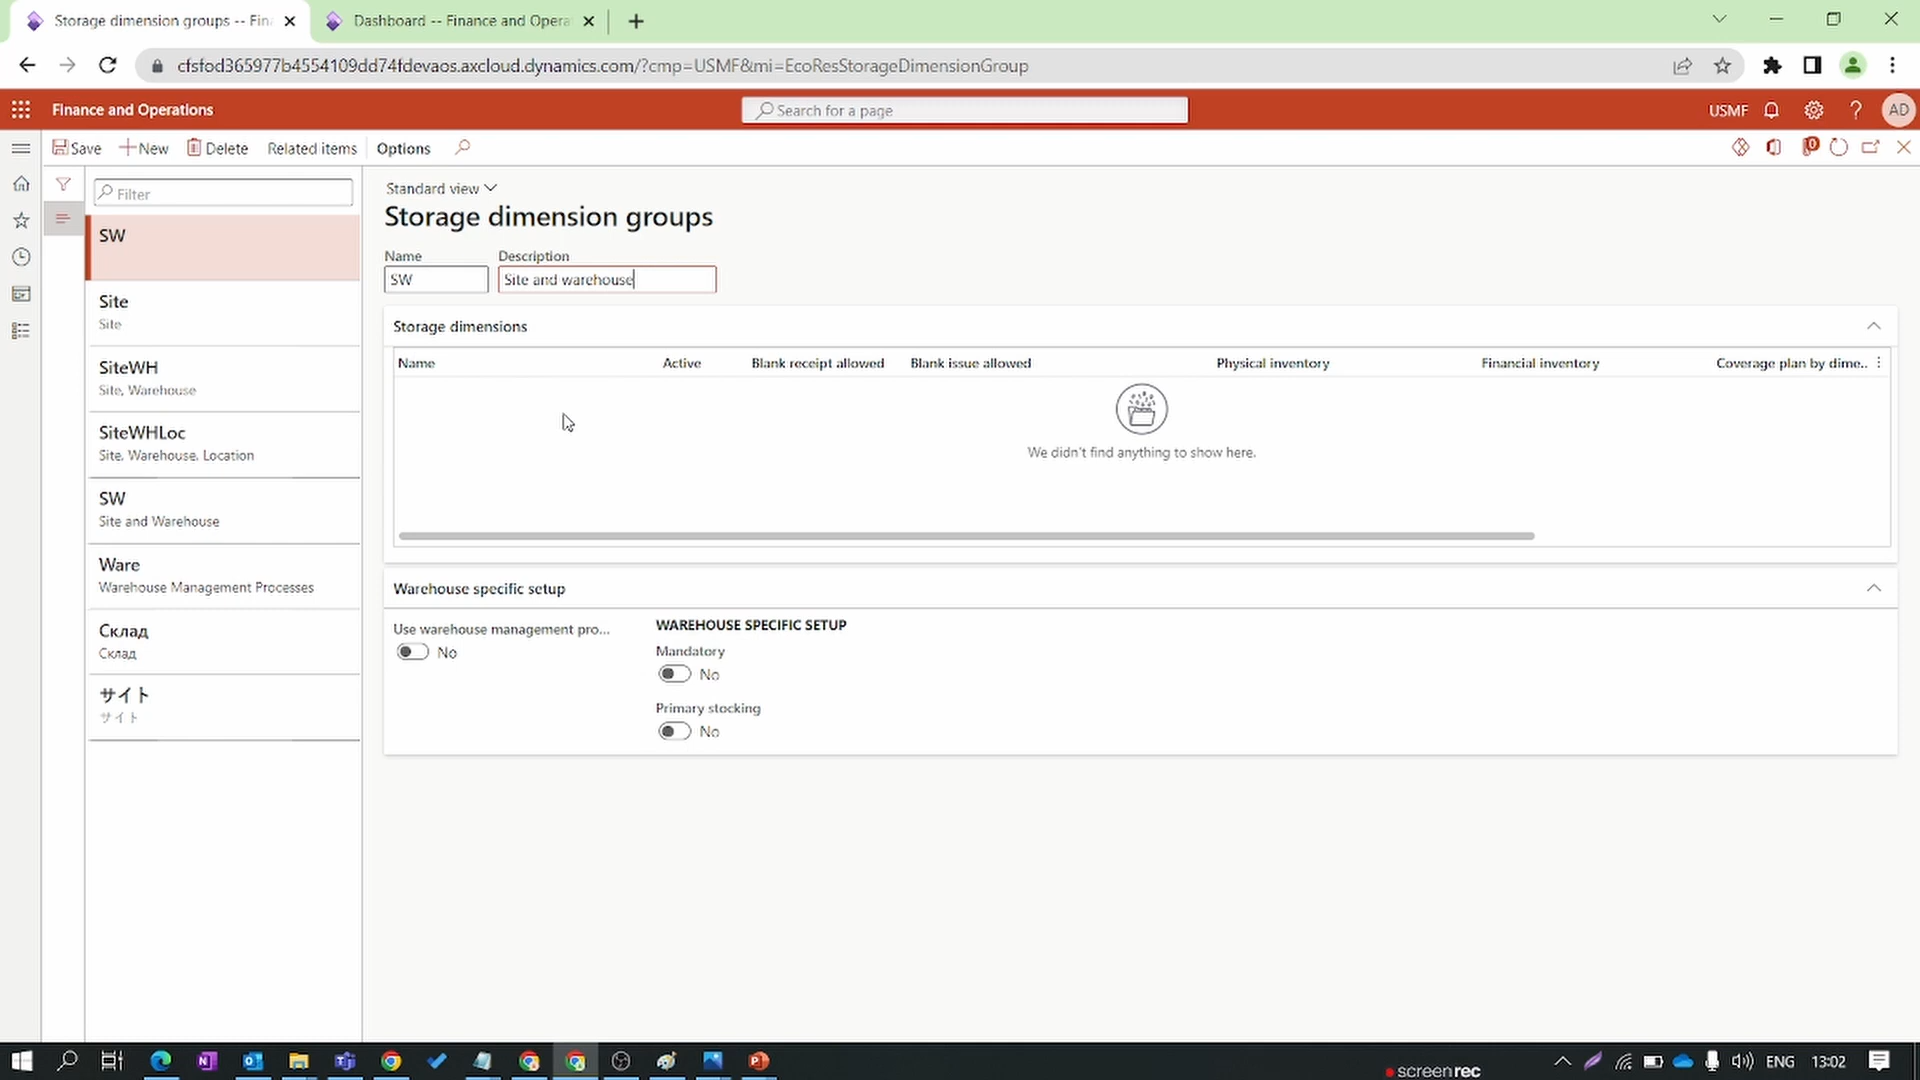 Storage dimension groups -- Fin
Dashboard -- Finance and Opera
cfsfod365977b4554109dd74fdevaos.axcloud.dynamics.com/?cmp=USMF&mi=EcoResStorageDimensionGroup
Finance and Operations
Search for a page
USMF
AD
Save
New
Delete
Related items
Options
0
Filter
SW
Site
Site
SiteWH
Site, Warehouse
SiteWHLoc
Site, Warehouse, Location
SW
Site and Warehouse
Ware
Warehouse Management Processes
Склад
Склад
サイト
サイト
Standard view
Storage dimension groups
Name
Description
SW
Site and warehouse
Storage dimensions
Name
Active
Blank receipt allowed
Blank issue allowed
Physical inventory
Financial inventory
Coverage plan by dime..
We didn't find anything to show here.
Warehouse specific setup
Use warehouse management pro...
No
WAREHOUSE SPECIFIC SETUP
Mandatory
No
Primary stocking
No
ENG
13:02
screenrec